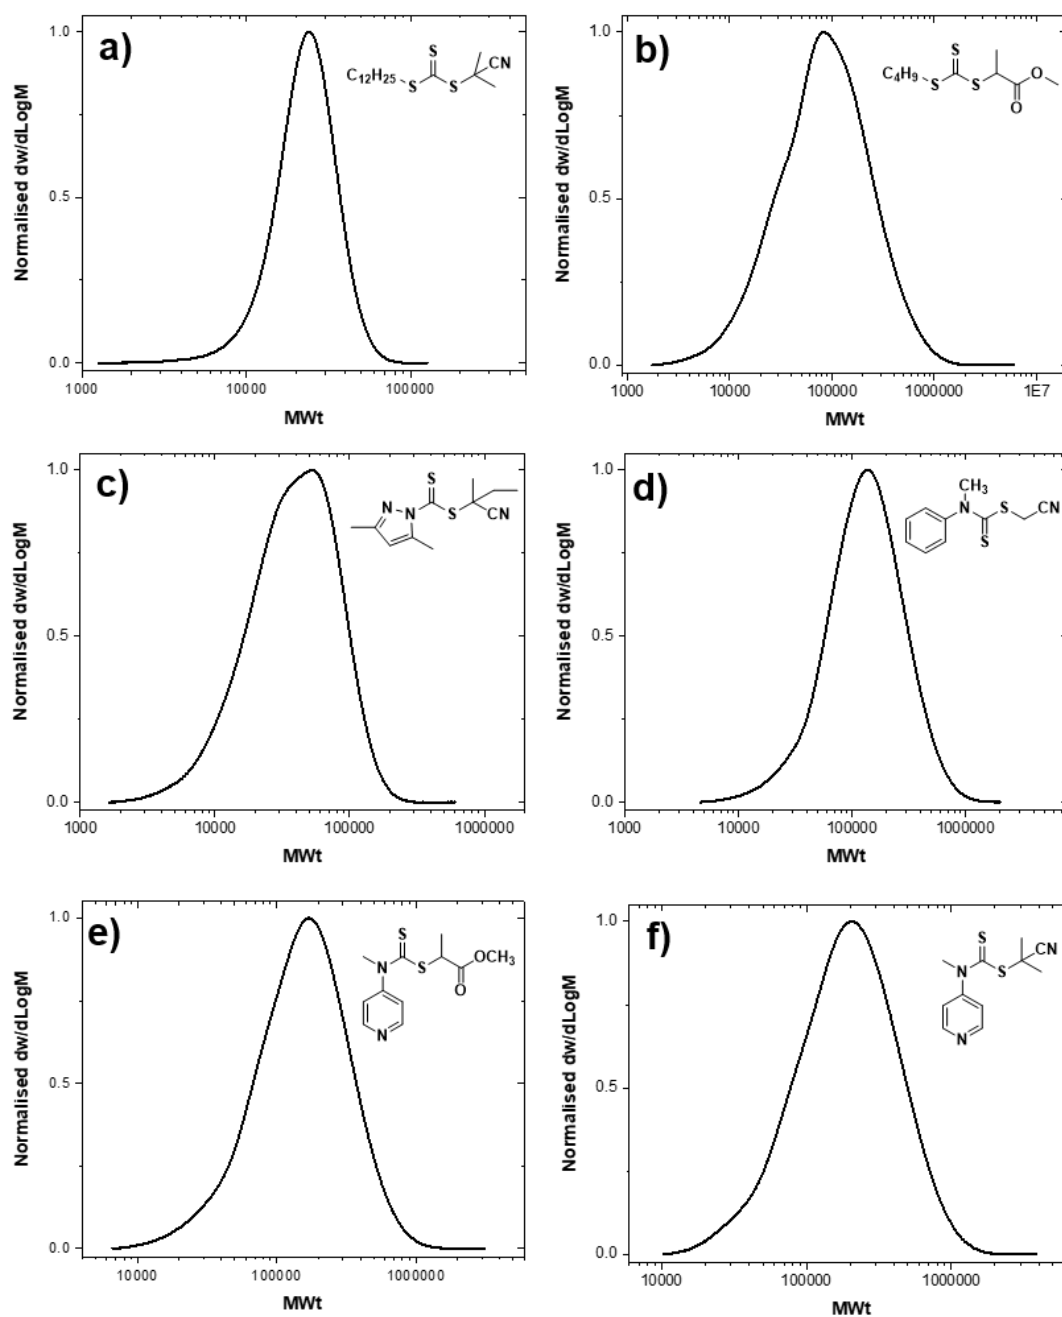 a)
S
C12H25
S
S
CN
1.0
0.5
0.0
Normalised dw/dLogM
1000
10000
100000
MWt
b)
S
C4H9
S
S
O
O
1.0
0.5
0.0
Normalised dw/dLogM
1000
10000
100000
1000000
1E7
MWt
c)
S
N
N
S
CN
1.0
0.5
0.0
Normalised dw/dLogM
1000
10000
100000
1000000
MWt
d)
CH3
N
S
CN
S
1.0
0.5
0.0
Normalised dw/dLogM
1000
10000
100000
1000000
MWt
e)
S
N
S
OCH3
O
N
1.0
0.5
0.0
Normalised dw/dLogM
10000
100000
1000000
MWt
f)
S
CN
N
S
N
1.0
0.5
0.0
Normalised dw/dLogM
10000
100000
1000000
MWt